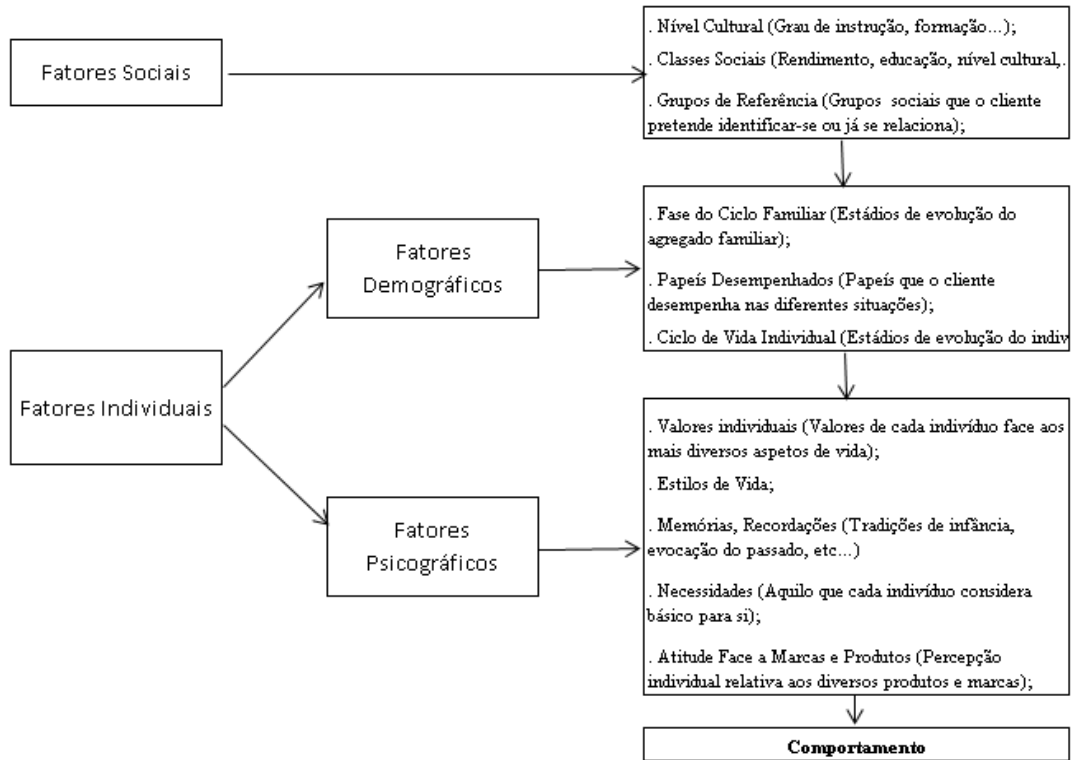 Fatores Sociais
. Nível Cultural (Grau de instrução, formação...);
. Classes Sociais (Rendimento, educação, nível cultural,.
. Grupos de Referência (Grupos sociais que o cliente
pretende identificar-se ou já se relaciona);
Fatores Individuais
Fatores
Demográficos
. Fase do Ciclo Familiar (Estádios de evolução do
agregado familiar);
. Papeís Desempenhados (Papeís que o cliente
desempenha nas diferentes situações);
. Ciclo de Vida Individual (Estádios de evolução do indiv
Fatores
Psicográficos
. Valores individuais (Valores de cada indivíduo face aos
mais diversos aspetos de vida);
. Estilos de Vida;
. Memórias, Recordações (Tradições de infância,
evocação do passado, etc...)
. Necessidades (Aquilo que cada indivíduo considera
básico para si);
. Atitude Face a Marcas e Produtos (Percepção
individual relativa aos diversos produtos e marcas);
Comportamento